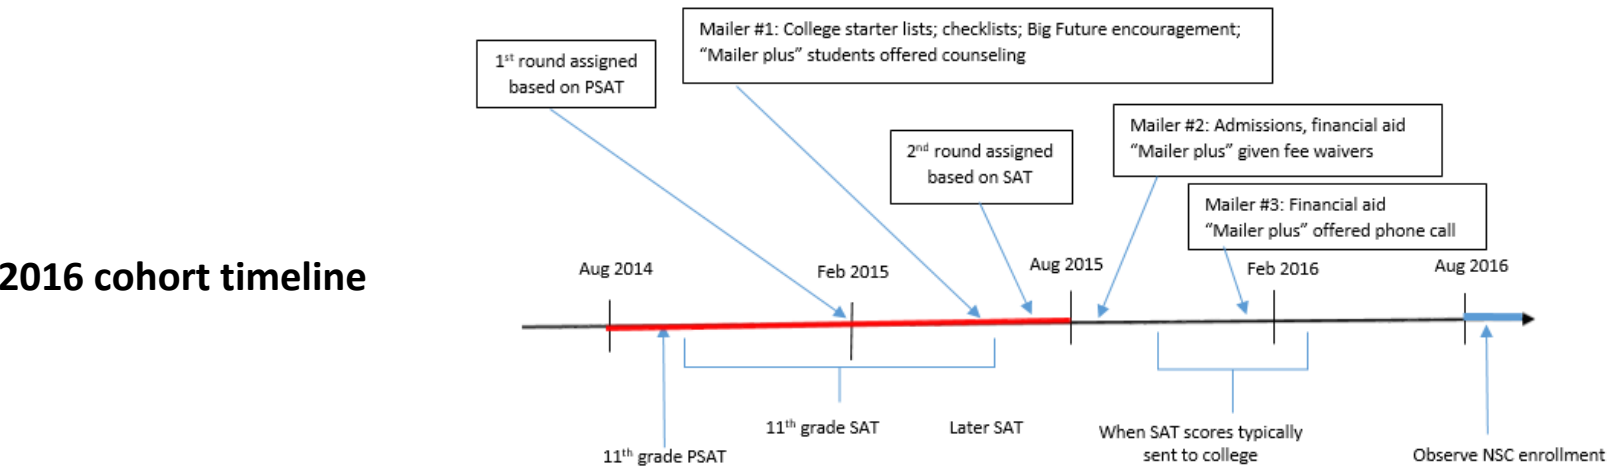 Mailer #1: College starter lists; checklists; Big Future encouragement;
“Mailer plus” students offered counseling
1st round assigned
based on PSAT
Mailer #2: Admissions, financial aid
“Mailer plus” given fee waivers
2nd round assigned
based on SAT
Mailer #3: Financial aid
“Mailer plus” offered phone call
2016 cohort timeline
Aug 2014
Feb 2015
Aug 2015
Feb 2016
Aug 2016
11th grade PSAT
11th grade SAT
Later SAT
When SAT scores typically
sent to college
Observe NSC enrollment